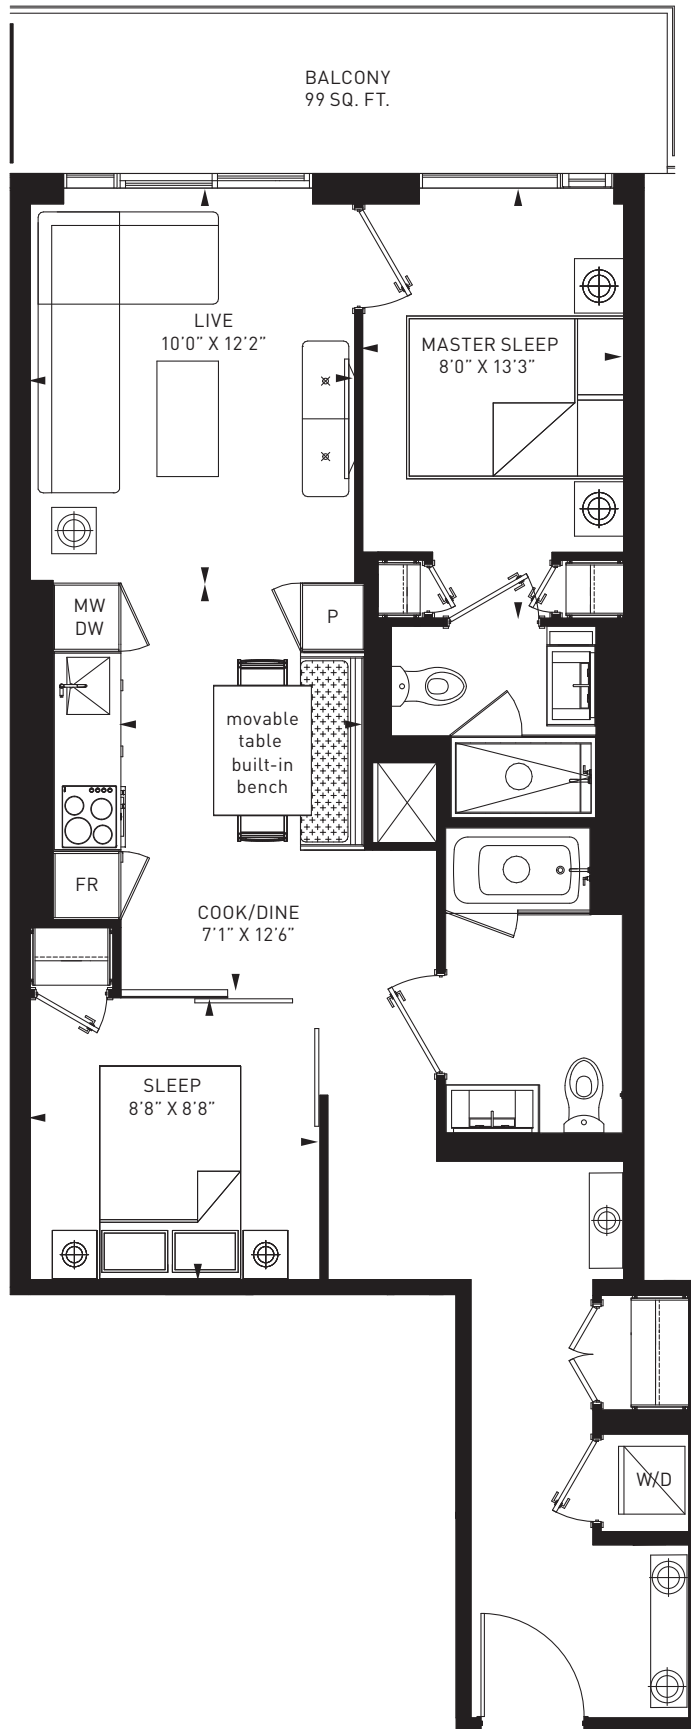 BALCONY
99 SQ. FT.
LIVE
10'0" X 12'2"
MASTER SLEEP
8'0" X 13'3"
MW
DW
P
movable
table
built-in
bench
FR
COOK/DINE
7'1" X 12'6"
SLEEP
8'8" X 8'8"
W/D